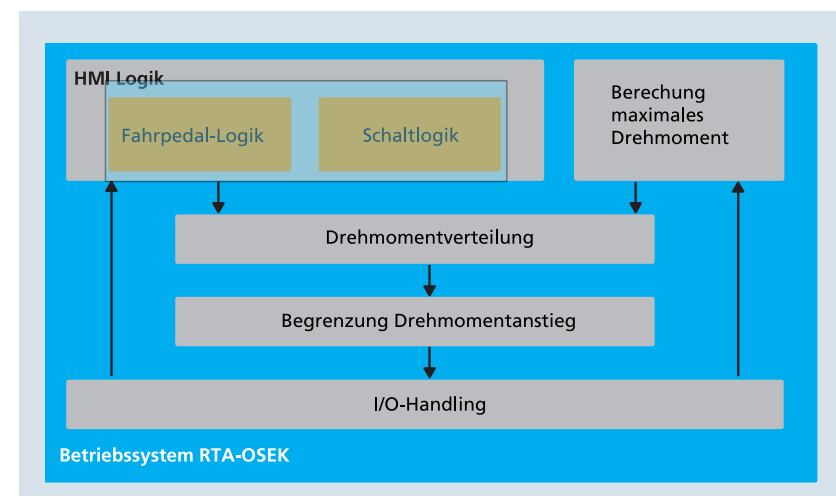 HMI Logik
Fahrpedal-Logik
Schaltlogik
Berechung
maximales
Drehmoment
Drehmomentverteilung
Begrenzung Drehmomentanstieg
I/O-Handling
Betriebssystem RTA-OSEK